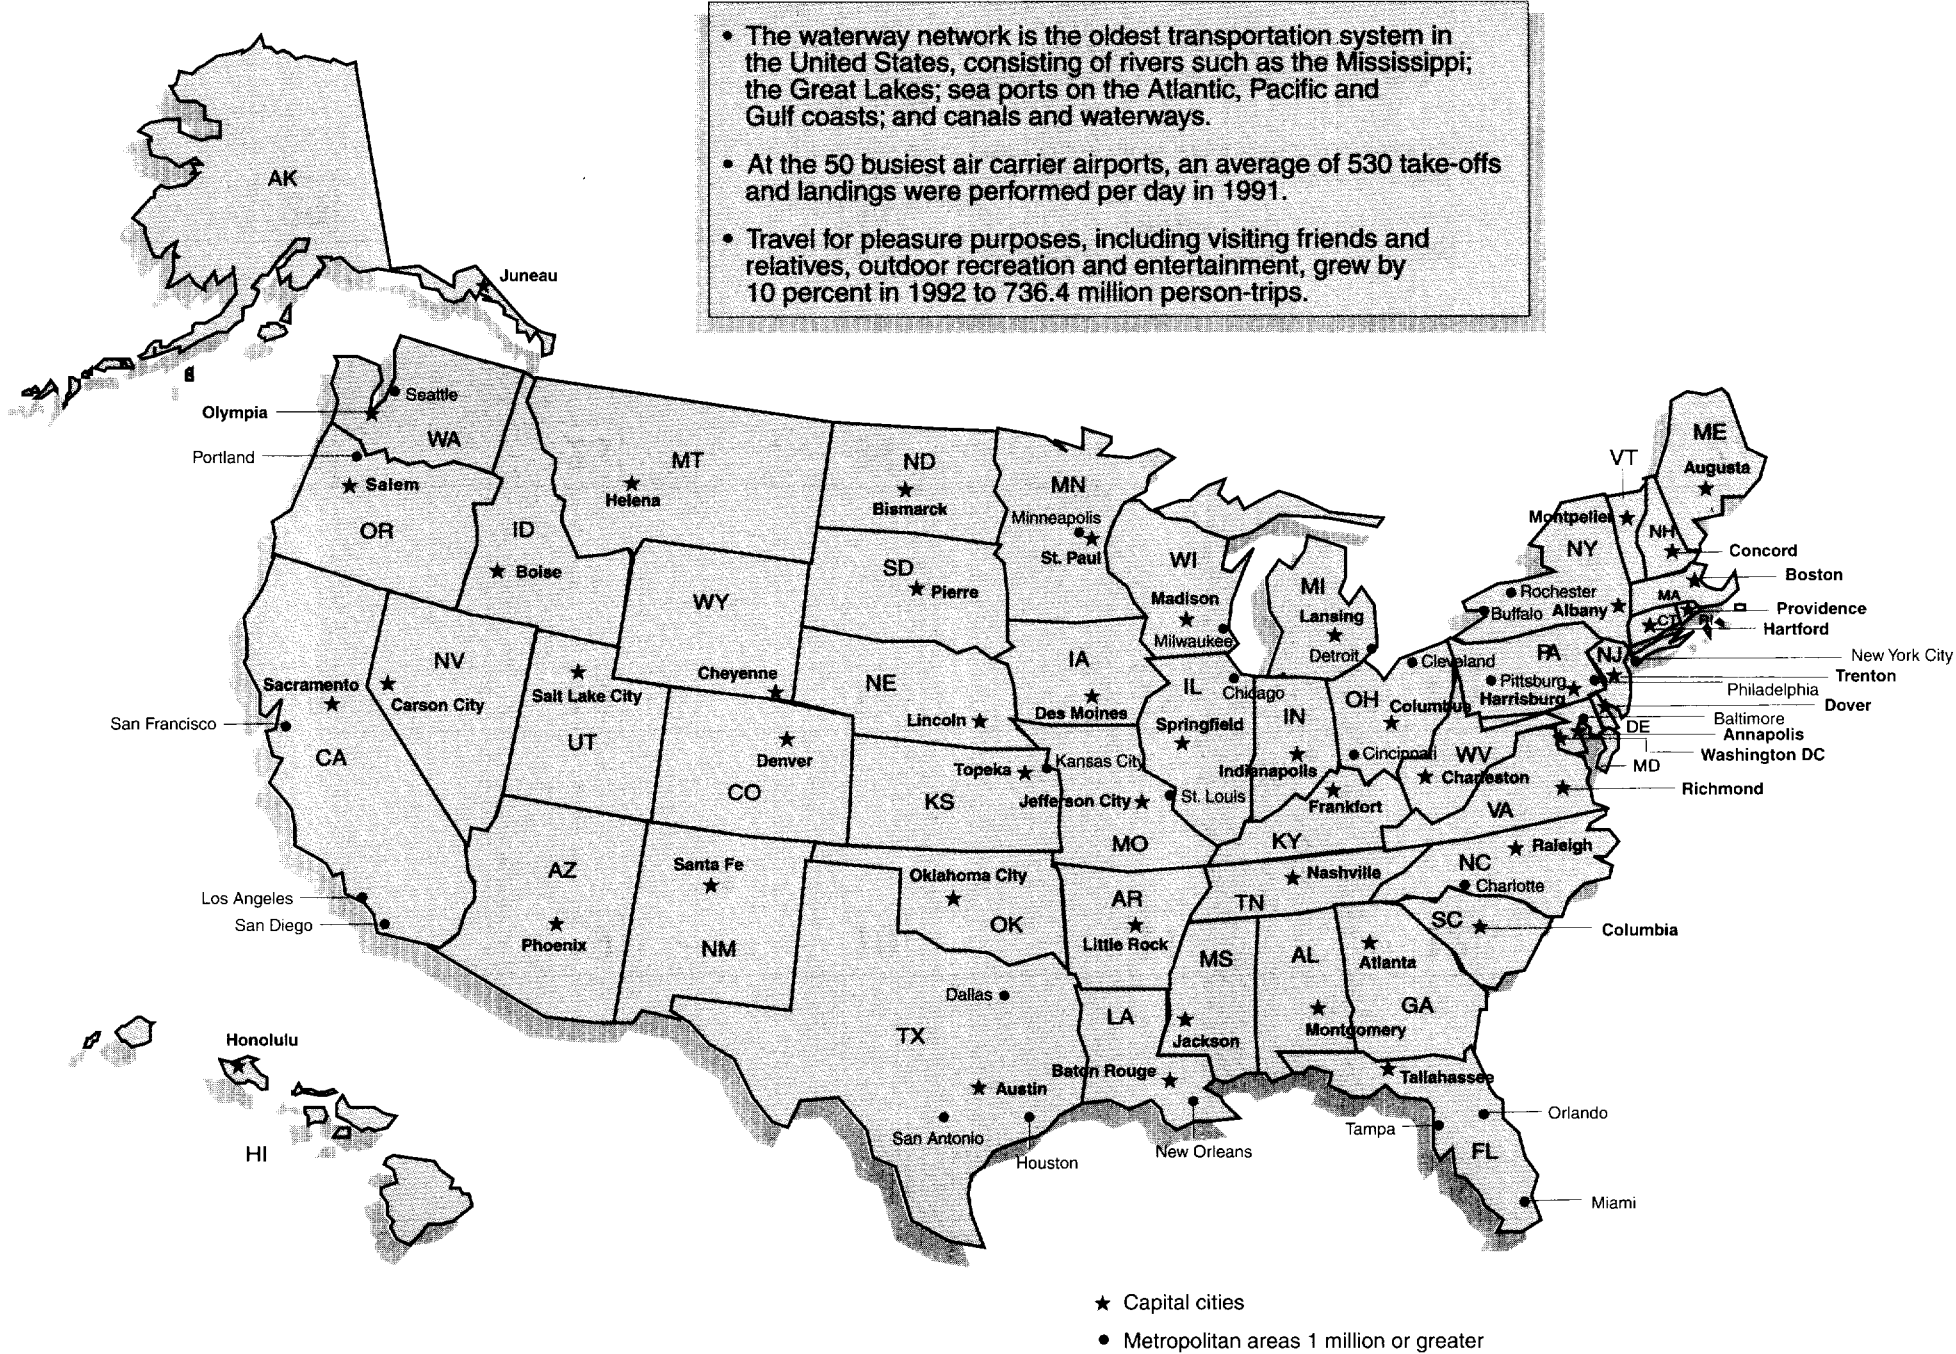 • The waterway network is the oldest transportation system in
the United States, consisting of rivers such as the Mississippi;
the Great Lakes; sea ports on the Atlantic, Pacific and
Gulf coasts; and canals and waterways.
• At the 50 busiest air carrier airports, an average of 530 take-offs
and landings were performed per day in 1991.
• Travel for pleasure purposes, including visiting friends and
relatives, outdoor recreation and entertainment, grew by
10 percent in 1992 to 736.4 million person-trips.
AK
Juneau
Seattle
Olympia
WA
Portland
Salem
OR
ID
Boise
MT
Helena
ND
Bismarck
SD
Pierre
WY
Cheyenne
MN
Minneapolis
St. Paul
WI
Madison
Milwaukee
MI
Lansing
Detroit
ME
Augusta
VT
Montpelier
NH
Concord
NY
Rochester
Buffalo
Albany
Boston
MA
Providence
CT
RI
Hartford
New York City
NJ
Trenton
PA
Pittsburg
Harrisburg
Philadelphia
Dover
DE
Baltimore
Annapolis
Washington DC
MD
Richmond
NV
Carson City
Sacramento
San Francisco
CA
Los Angeles
San Diego
Salt Lake City
UT
Denver
CO
NE
Lincoln
IA
Des Moines
IL
Chicago
Springfield
IN
Indianapolis
OH
Cleveland
Columbus
Cincinnati
WV
Charleston
VA
Topeka
Kansas City
KS
Jefferson City
St. Louis
MO
Frankfort
KY
Raleigh
NC
Charlotte
Nashville
TN
SC
Columbia
AZ
Phoenix
Santa Fe
NM
Oklahoma City
OK
AR
Little Rock
MS
Jackson
AL
Montgomery
Atlanta
GA
Dallas
TX
Austin
San Antonio
Houston
LA
Baton Rouge
New Orleans
Tallahassee
Orlando
Tampa
FL
Miami
Honolulu
HI
★ Capital cities
• Metropolitan areas 1 million or greater